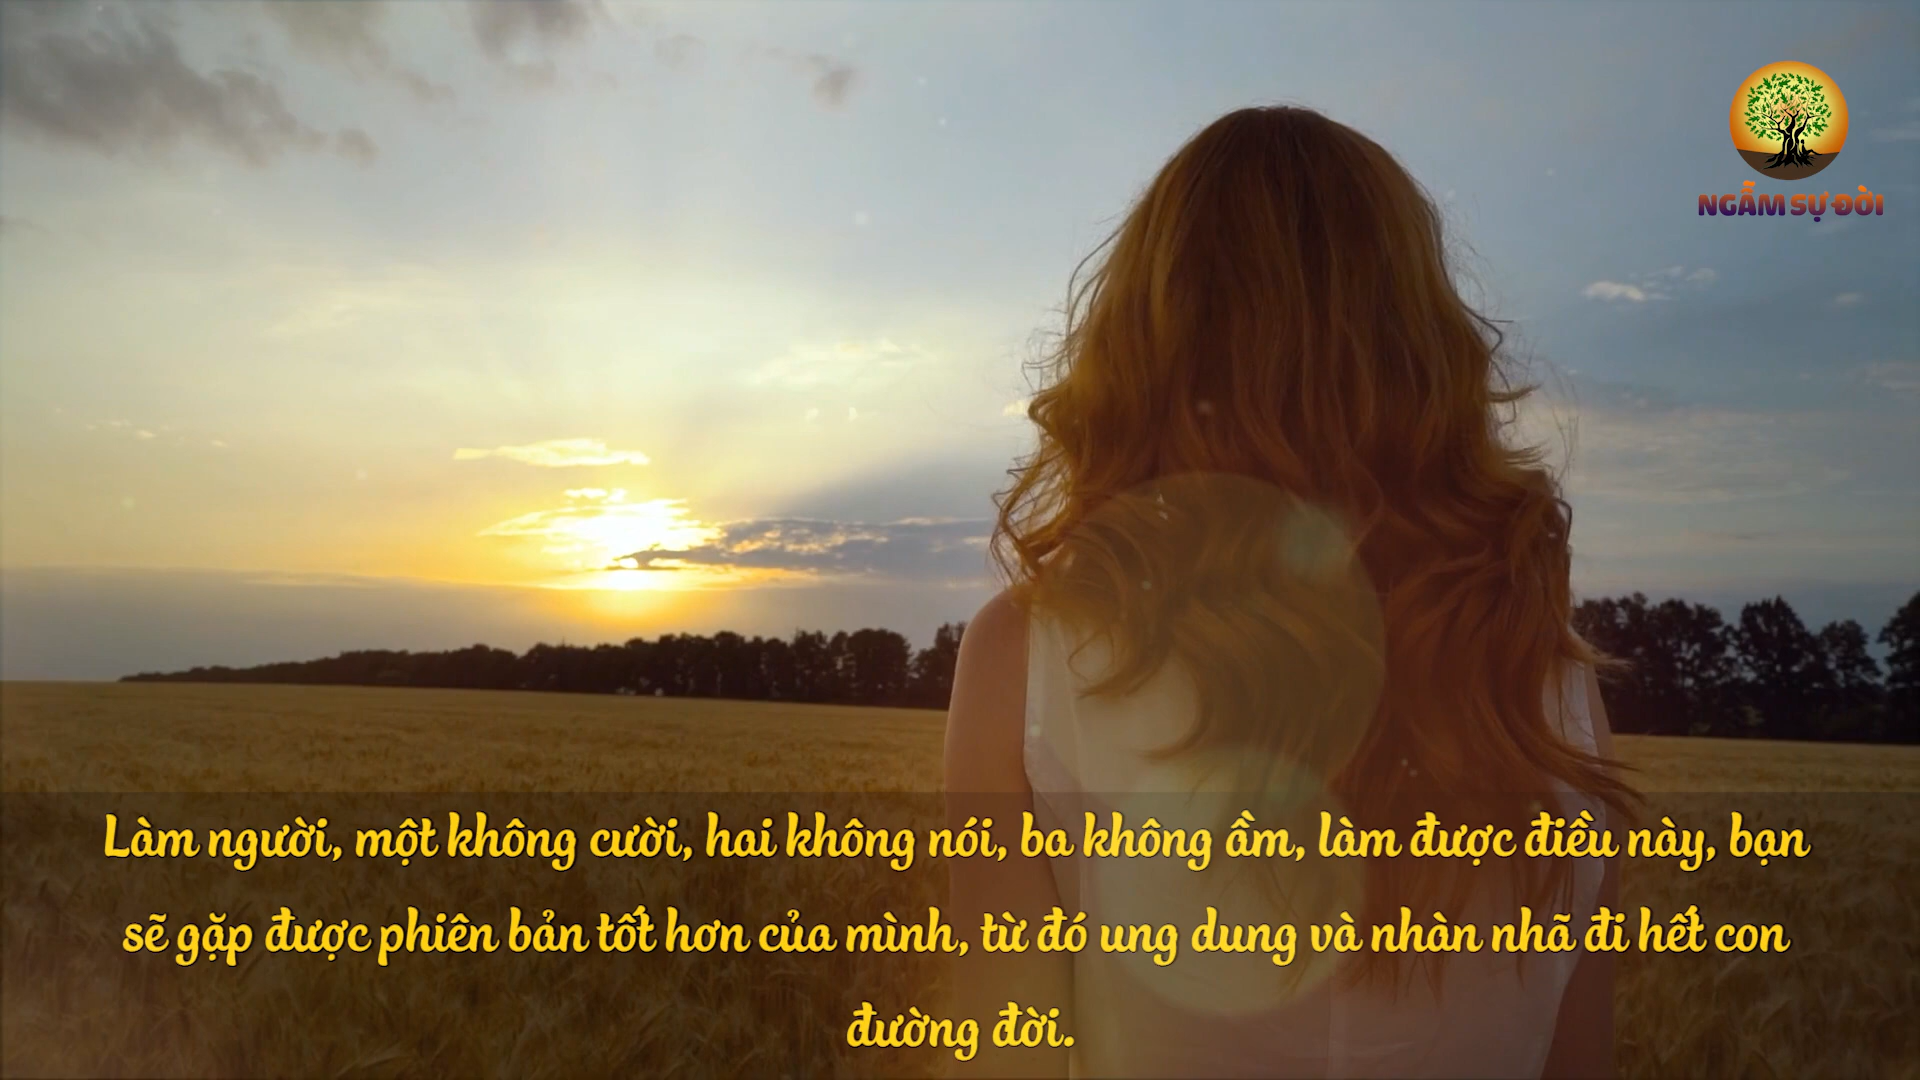 NGẪM SỰ ĐỜI
Làm người, một không cười, hai không nói, ba không ầm, làm được điều này, bạn
sẽ gặp được phiên bản tốt hơn của mình, từ đó ung dung và nhàn nhã đi hết con
đường đời.